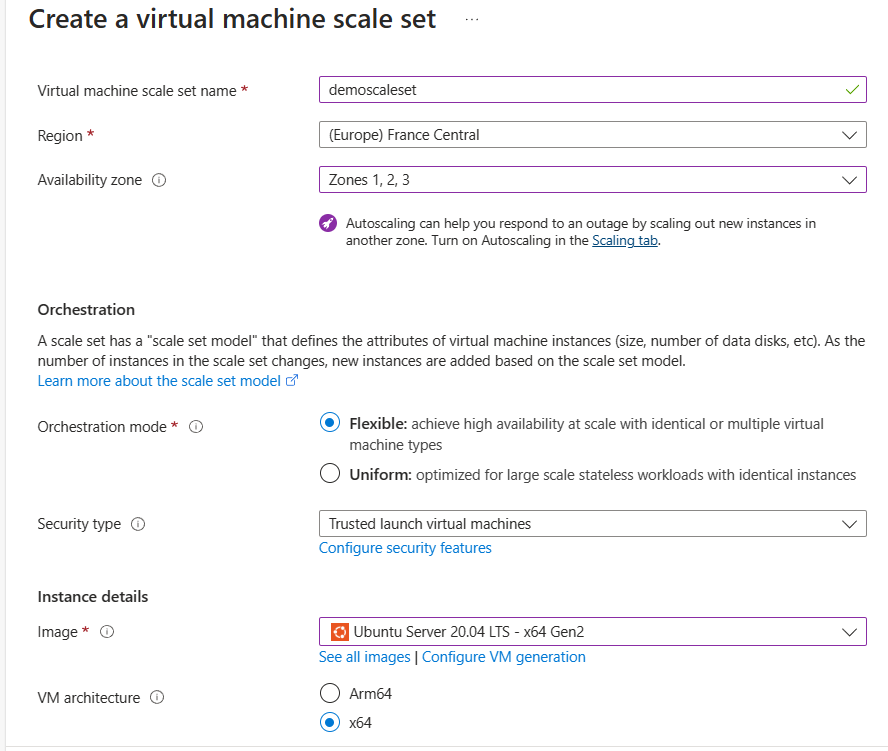 Create a virtual machine scale set ...
Virtual machine scale set name *
demoscaleset
Region *
(Europe) France Central
Availability zone
Zones 1, 2, 3
Autoscaling can help you respond to an outage by scaling out new instances in
another zone. Turn on Autoscaling in the Scaling tab.
Orchestration
A scale set has a "scale set model" that defines the attributes of virtual machine instances (size, number of data disks, etc). As the
number of instances in the scale set changes, new instances are added based on the scale set model.
Learn more about the scale set model
Orchestration mode *
Flexible: achieve high availability at scale with identical or multiple virtual
machine types
Uniform: optimized for large scale stateless workloads with identical instances
Security type
Trusted launch virtual machines
Configure security features
Instance details
Image *
Ubuntu Server 20.04 LTS - x64 Gen2
See all images | Configure VM generation
VM architecture
Arm64
x64